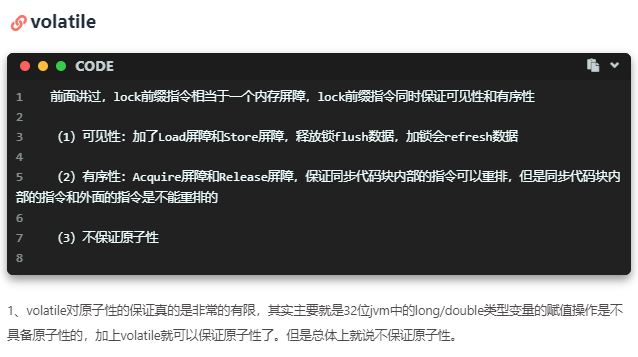 volatile
CODE
1 前面讲过，lock前缀指令相当于一个内存屏障，lock前缀指令同时保证可见性和有序性
2
3 （1）可见性：加了Load屏障和Store屏障，释放锁flush数据，加锁会refresh数据
4
5 （2）有序性：Acquire屏障和Release屏障，保证同步代码块内部的指令可以重排，但是同步代码块内
部的指令和外面的指令是不能重排的
6
7 （3）不保证原子性
8
1、volatile对原子性的保证真的是非常的有限，其实主要就是32位jvm中的long/double类型变量的赋值操作是不
具备原子性的，加上volatile就可以保证原子性了。但是总体上就说不保证原子性。